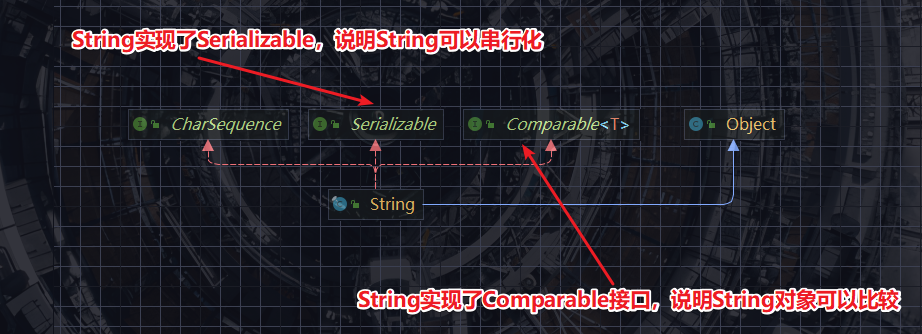 String实现了Serializable，说明String可以串行化
I CharSequence
I Serializable
I Comparable<T>
C Object
String
String实现了Comparable接口，说明String对象可以比较